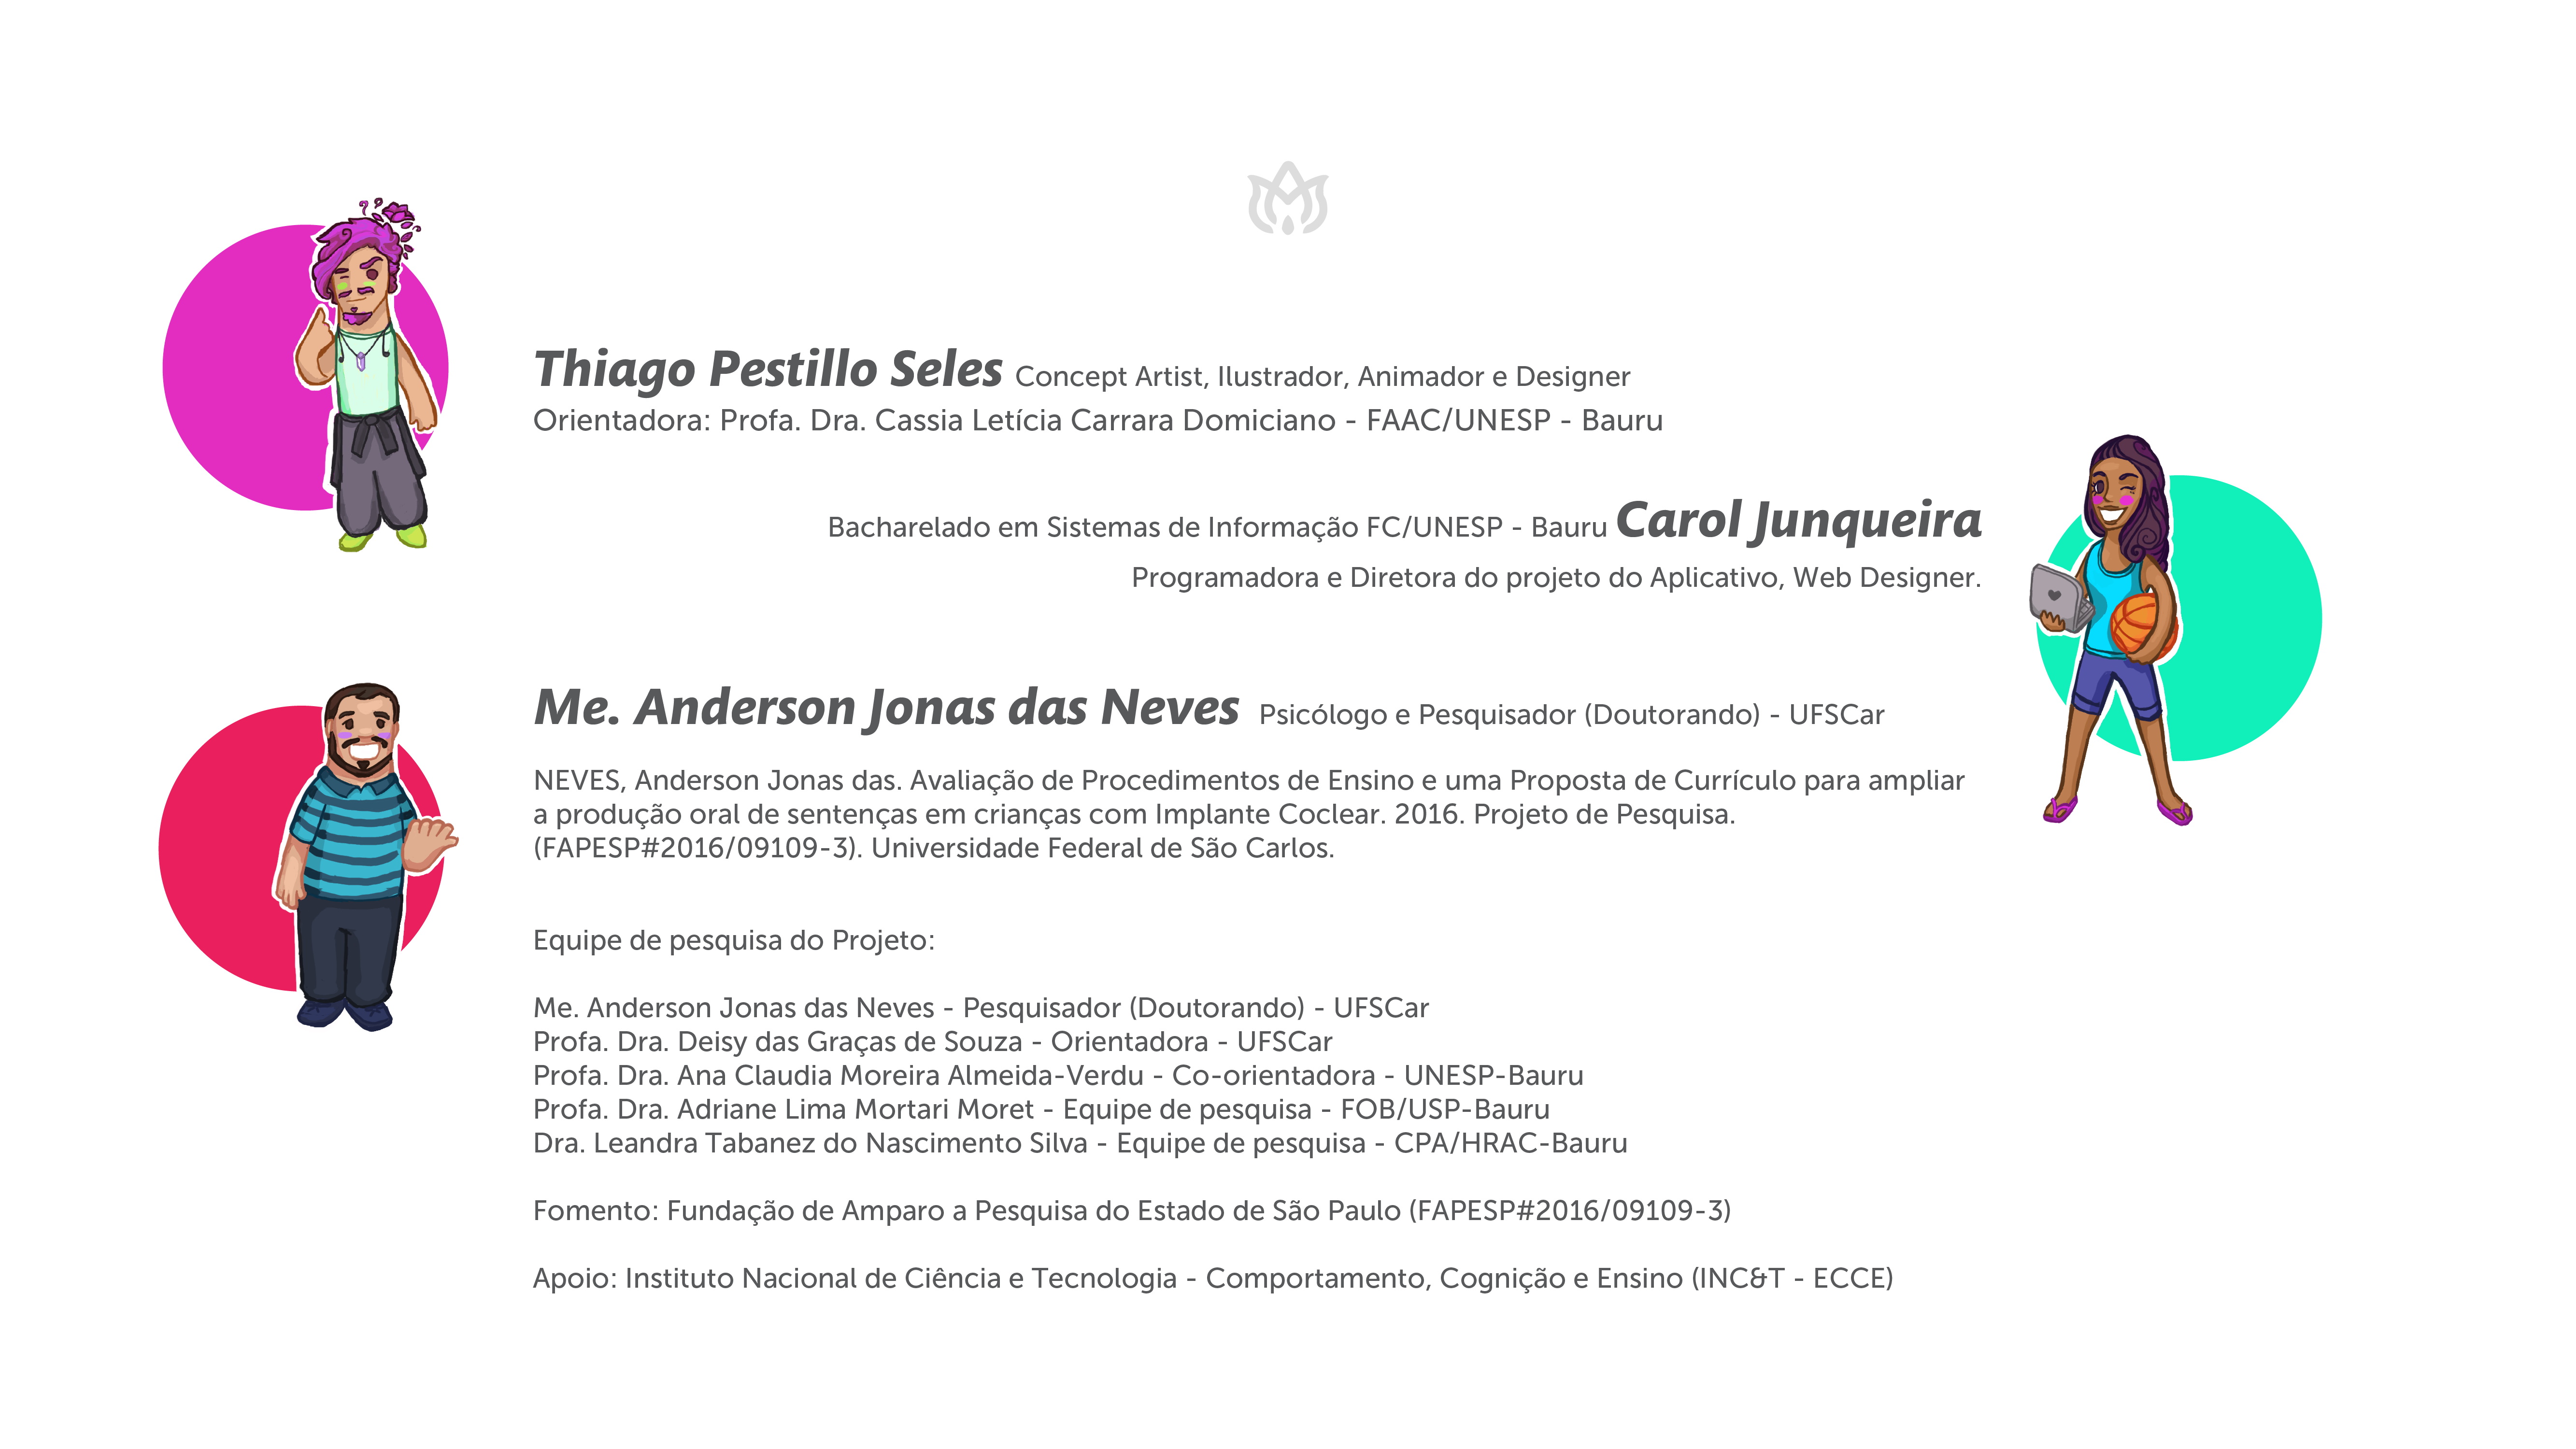 Thiago Pestillo Seles Concept Artist, Ilustrador, Animador e Designer
Orientadora: Profa. Dra. Cassia Letícia Carrara Domiciano - FAAC/UNESP - Bauru
Bacharelado em Sistemas de Informação FC/UNESP - Bauru Carol Junqueira
Programadora e Diretora do projeto do Aplicativo, Web Designer.
Me. Anderson Jonas das Neves Psicólogo e Pesquisador (Doutorando) - UFSCar
NEVES, Anderson Jonas das. Avaliação de Procedimentos de Ensino e uma Proposta de Currículo para ampliar
a produção oral de sentenças em crianças com Implante Coclear. 2016. Projeto de Pesquisa.
(FAPESP#2016/09109-3). Universidade Federal de São Carlos.
Equipe de pesquisa do Projeto:
Me. Anderson Jonas das Neves - Pesquisador (Doutorando) - UFSCar
Profa. Dra. Deisy das Graças de Souza - Orientadora - UFSCar
Profa. Dra. Ana Claudia Moreira Almeida-Verdu - Co-orientadora - UNESP-Bauru
Profa. Dra. Adriane Lima Mortari Moret - Equipe de pesquisa - FOB/USP-Bauru
Dra. Leandra Tabanez do Nascimento Silva - Equipe de pesquisa - CPA/HRAC-Bauru
Fomento: Fundação de Amparo a Pesquisa do Estado de São Paulo (FAPESP#2016/09109-3)
Apoio: Instituto Nacional de Ciência e Tecnologia - Comportamento, Cognição e Ensino (INC&T - ECCE)